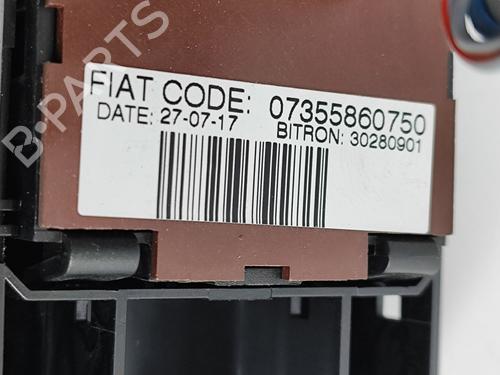 B-PARTS
FIAT CODE: 07355860750
DATE: 27-07-17 BITRON: 30280901